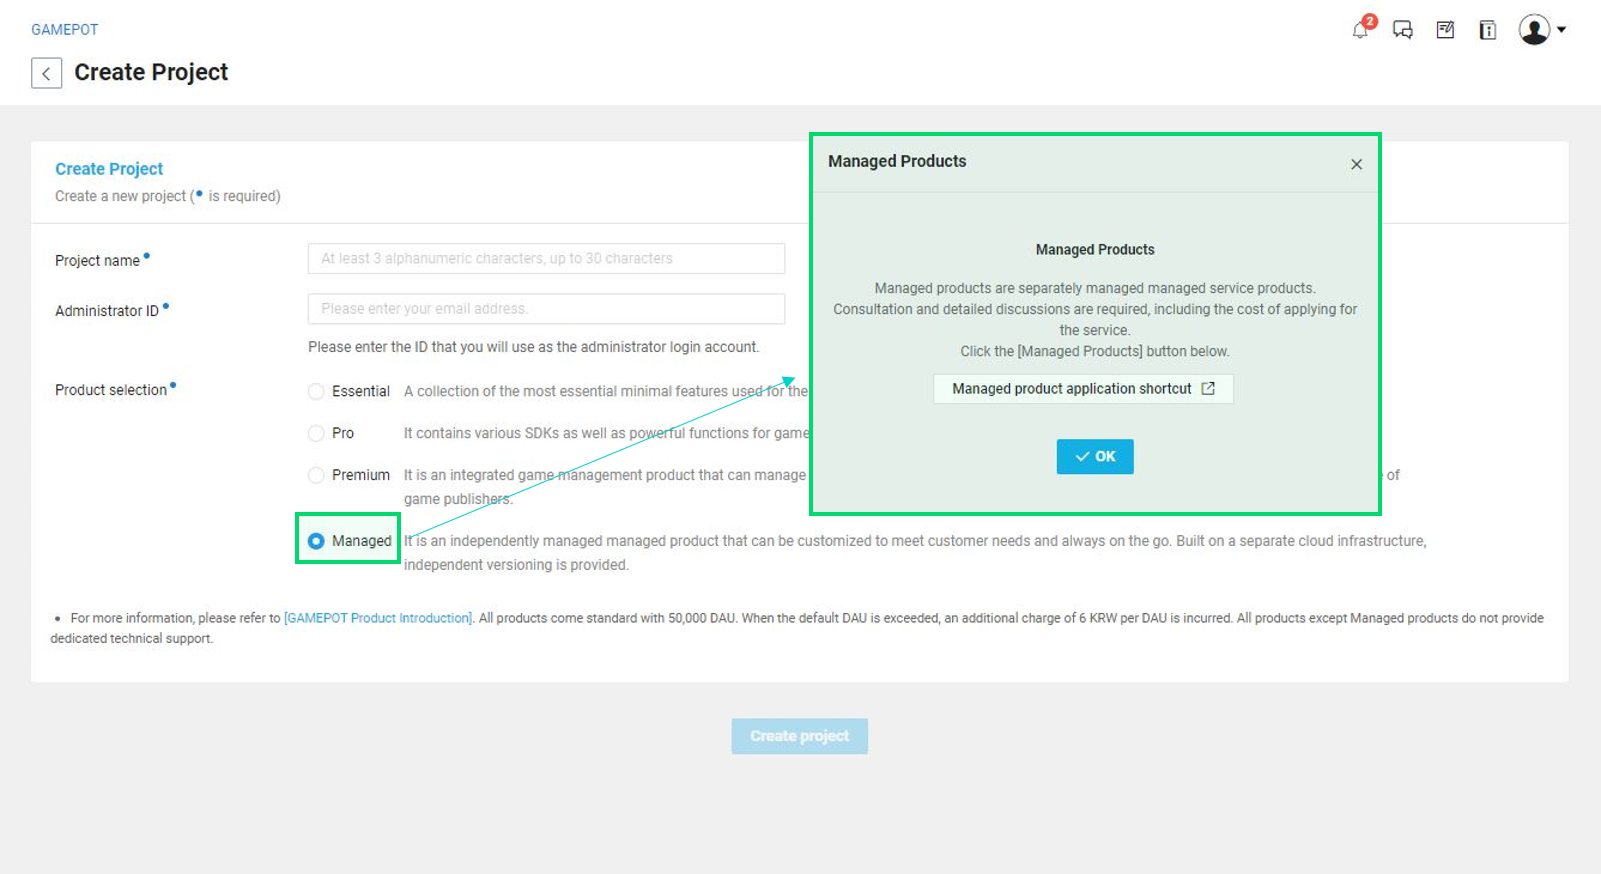 GAMEPOT
2
Create Project
Create Project
Create a new project (• is required)
Project name •
At least 3 alphanumeric characters, up to 30 characters
Administrator ID •
Please enter your email address.
Please enter the ID that you will use as the administrator login account.
Product selection •
Essential A collection of the most essential minimal features used for the
Pro It contains various SDKs as well as powerful functions for game
Premium It is an integrated game management product that can manage
game publishers.
of
Managed It is an independently managed managed product that can be customized to meet customer needs and always on the go. Built on a separate cloud infrastructure,
independent versioning is provided.
• For more information, please refer to [GAMEPOT Product Introduction]. All products come standard with 50,000 DAU. When the default DAU is exceeded, an additional charge of 6 KRW per DAU is incurred. All products except Managed products do not provide
dedicated technical support.
Create project
Managed Products
Managed Products
Managed products are separately managed managed service products.
Consultation and detailed discussions are required, including the cost of applying for
the service.
Click the [Managed Products] button below.
Managed product application shortcut
OK